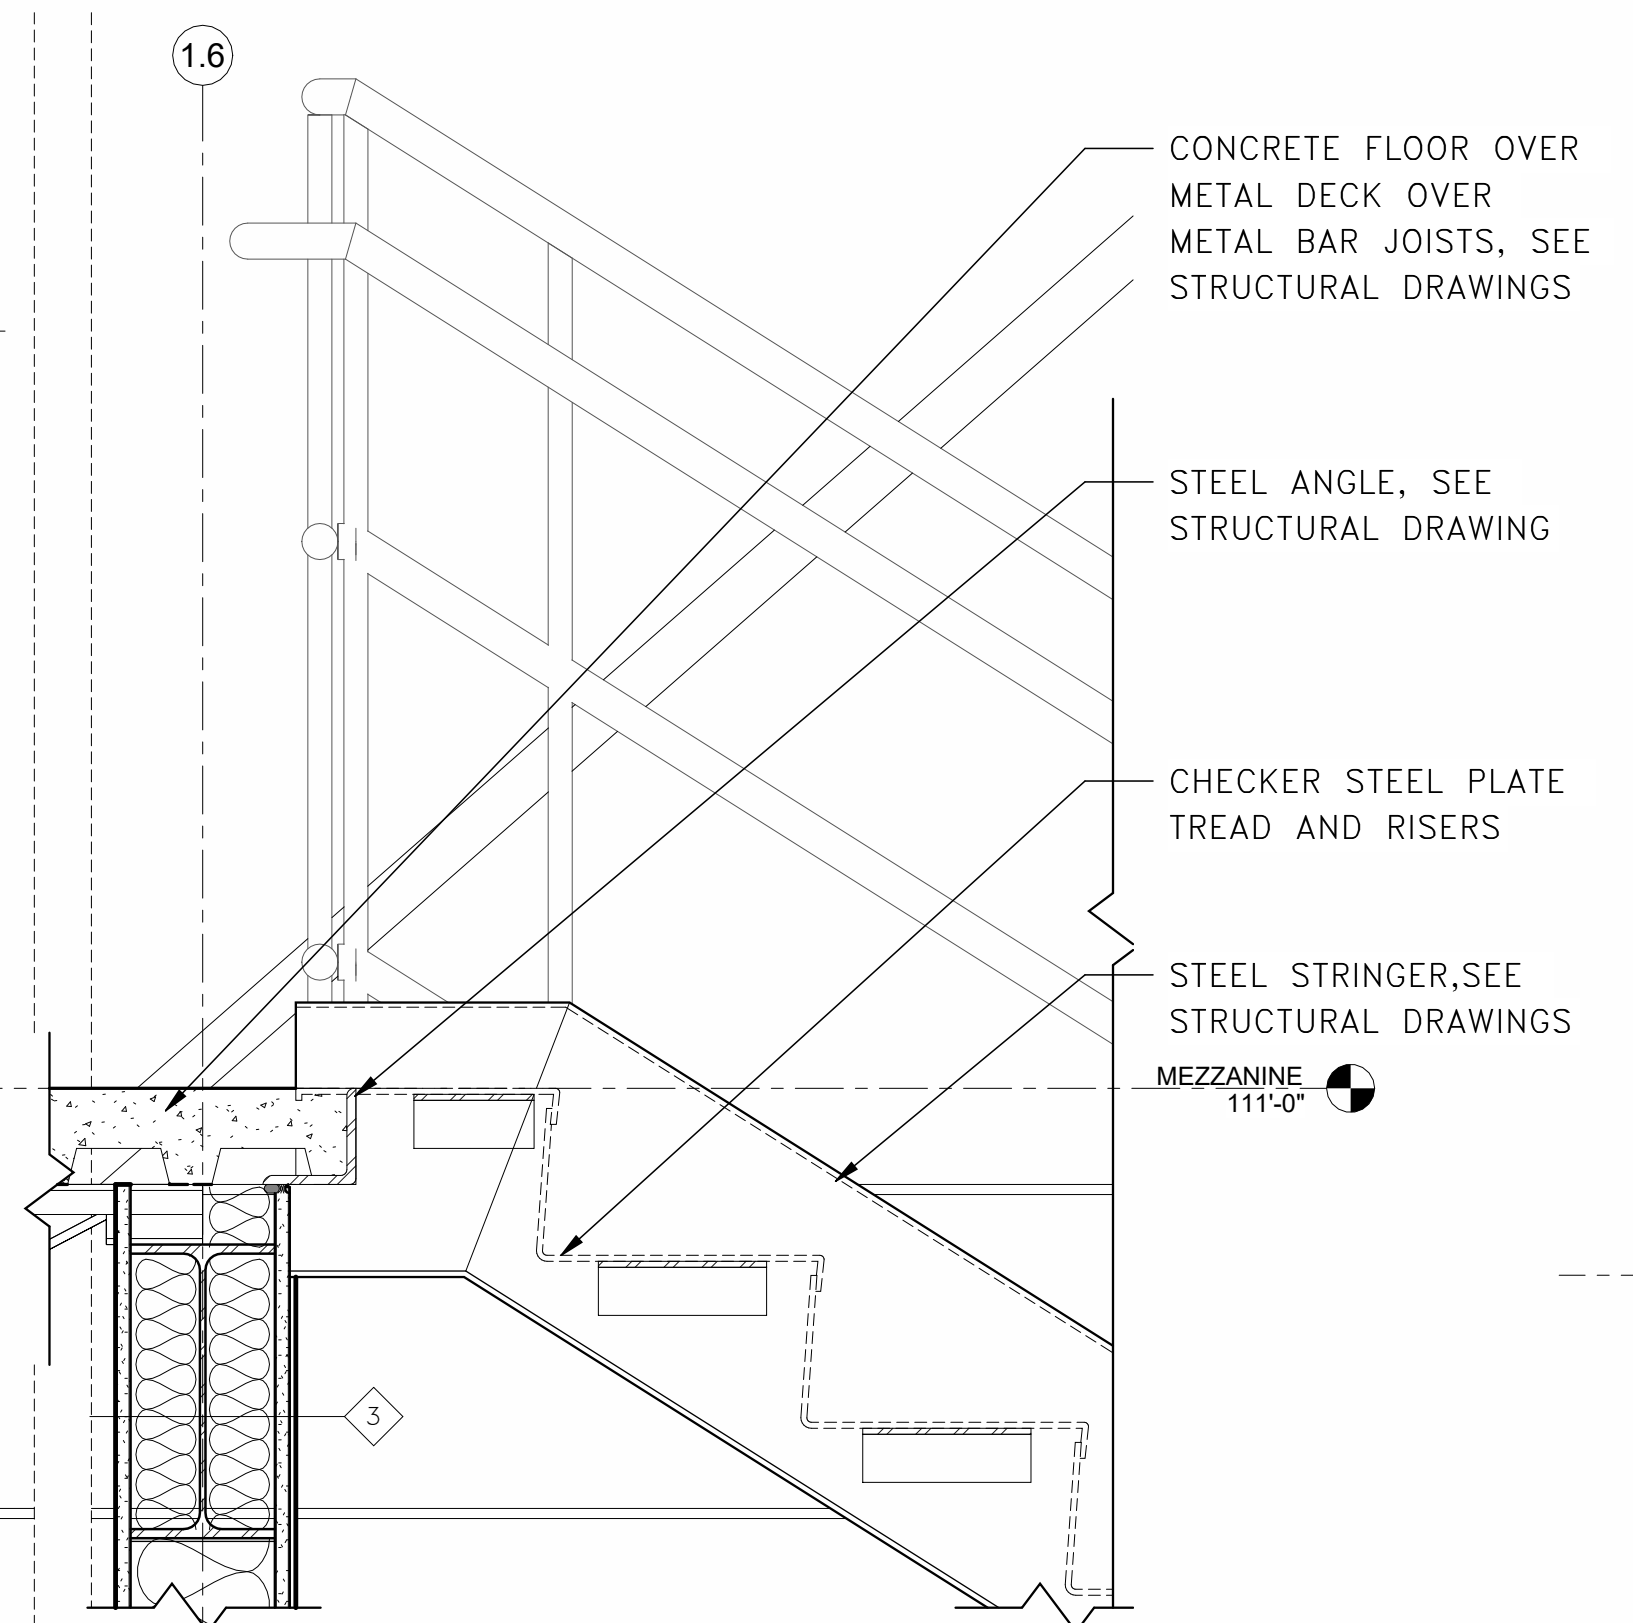 1.6
CONCRETE FLOOR OVER
METAL DECK OVER
METAL BAR JOISTS, SEE
STRUCTURAL DRAWINGS
STEEL ANGLE, SEE
STRUCTURAL DRAWING
CHECKER STEEL PLATE
TREAD AND RISERS
STEEL STRINGER,SEE
STRUCTURAL DRAWINGS
MEZZANINE
111'-0"
3